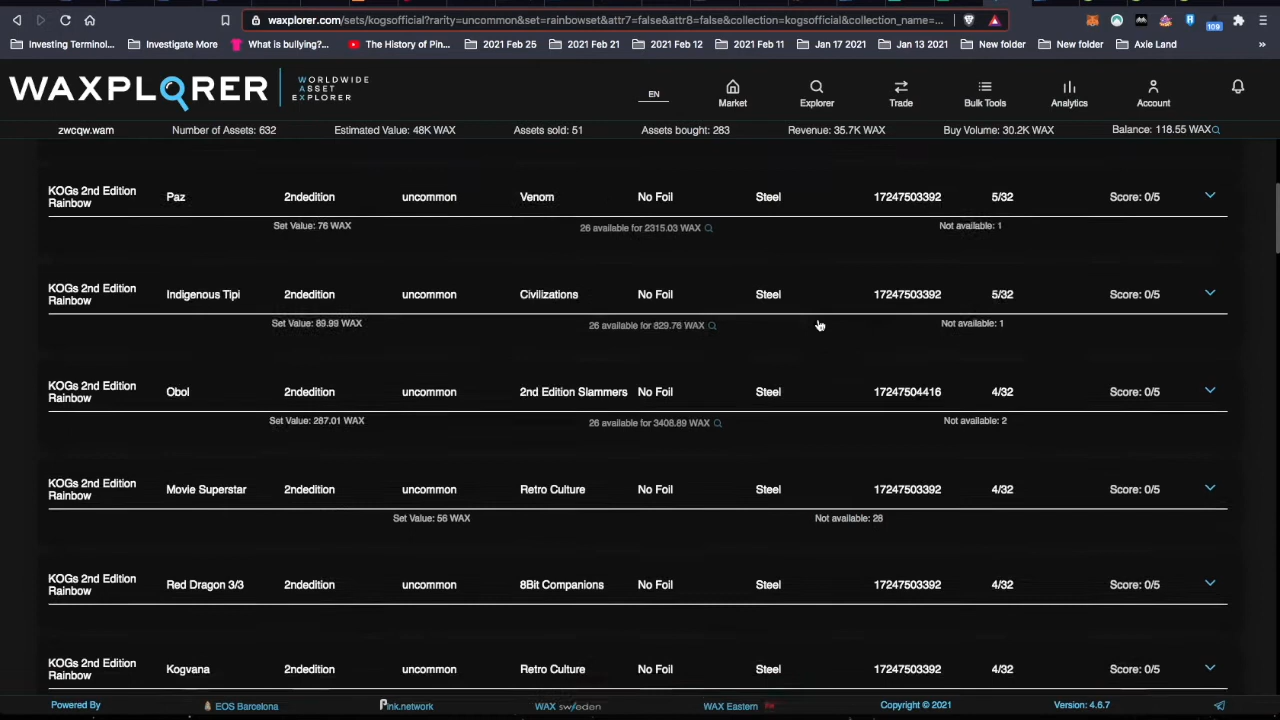 waxplorer.com/sets/kogsofficial?rarity=uncommon&set=rainbowset&attr7=false&attr8=false&collection=kogsofficial&collection_name=...
109
Investing Terminol... Investigate More What is bullying?... The History of Pin... 2021 Feb 25 2021 Feb 21 2021 Feb 12 2021 Feb 11 Jan 17 2021 Jan 13 2021 New folder New folder Axie Land »
WAXPLORER WORLDWIDE ASSET EXPLORER
EN Market Explorer Trade Bulk Tools Analytics Account
zwcqw.wam Number of Assets: 632 Estimated Value: 48K WAX Assets sold: 51 Assets bought: 283 Revenue: 35.7K WAX Buy Volume: 30.2K WAX Balance: 118.55 WAX
KOGs 2nd Edition Rainbow Paz 2ndedition uncommon Venom No Foil Steel 17247503392 5/32 Score: 0/5
Set Value: 76 WAX 26 available for 2315.03 WAX Not available: 1
KOGs 2nd Edition Rainbow Indigenous Tipi 2ndedition uncommon Civilizations No Foil Steel 17247503392 5/32 Score: 0/5
Set Value: 89.99 WAX 26 available for 829.76 WAX Not available: 1
KOGs 2nd Edition Rainbow Obol 2ndedition uncommon 2nd Edition Slammers No Foil Steel 17247504416 4/32 Score: 0/5
Set Value: 287.01 WAX 26 available for 3408.89 WAX Not available: 2
KOGs 2nd Edition Rainbow Movie Superstar 2ndedition uncommon Retro Culture No Foil Steel 17247503392 4/32 Score: 0/5
Set Value: 56 WAX Not available: 28
KOGs 2nd Edition Rainbow Red Dragon 3/3 2ndedition uncommon 8Bit Companions No Foil Steel 17247503392 4/32 Score: 0/5
KOGs 2nd Edition Rainbow Kogvana 2ndedition uncommon Retro Culture No Foil Steel 17247503392 4/32 Score: 0/5
Powered By EOS Barcelona Pink.network WAX sw/eden WAX Eastern Copyright © 2021 Version: 4.6.7